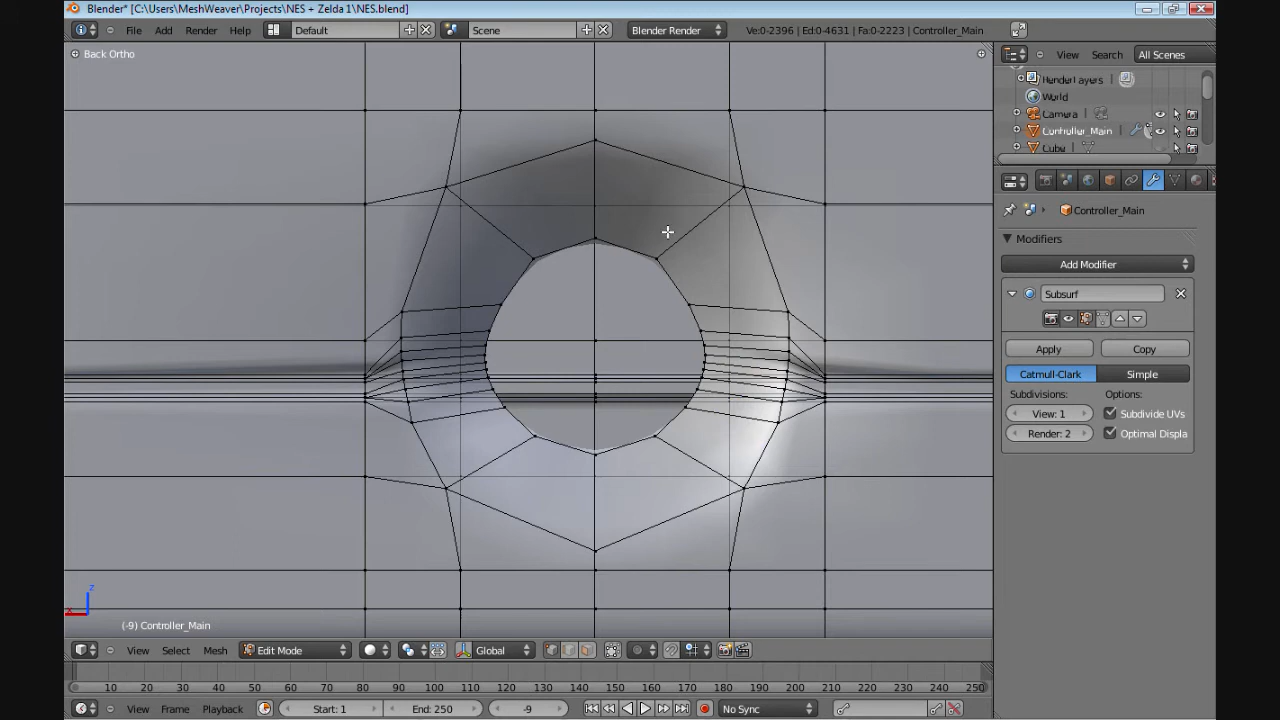 Blender* [C:\Users\MeshWeaver\Projects\NES + Zelda 1\NES.blend]
File Add Render Help Default Scene Blender Render Ve:0-2396 | Ed:0-4631 | Fa:0-2223 | Controller_Main
Back Ortho
View Search All Scenes
RenderLayers
World
Camera
Controller_Main
Cube
Controller_Main
Modifiers
Add Modifier
Subsurf
Apply Copy
Catmull-Clark Simple
Subdivisions: Options:
View: 1 Subdivide UVs
Render: 2 Optimal Displa
z
x
(-9) Controller_Main
View Select Mesh Edit Mode Global
0 10 20 30 40 50 60 70 80 90 100 110 120 130 140 150 160 170 180 190 200 210 220 230 240 250
View Frame Playback Start: 1 End: 250 -9 No Sync